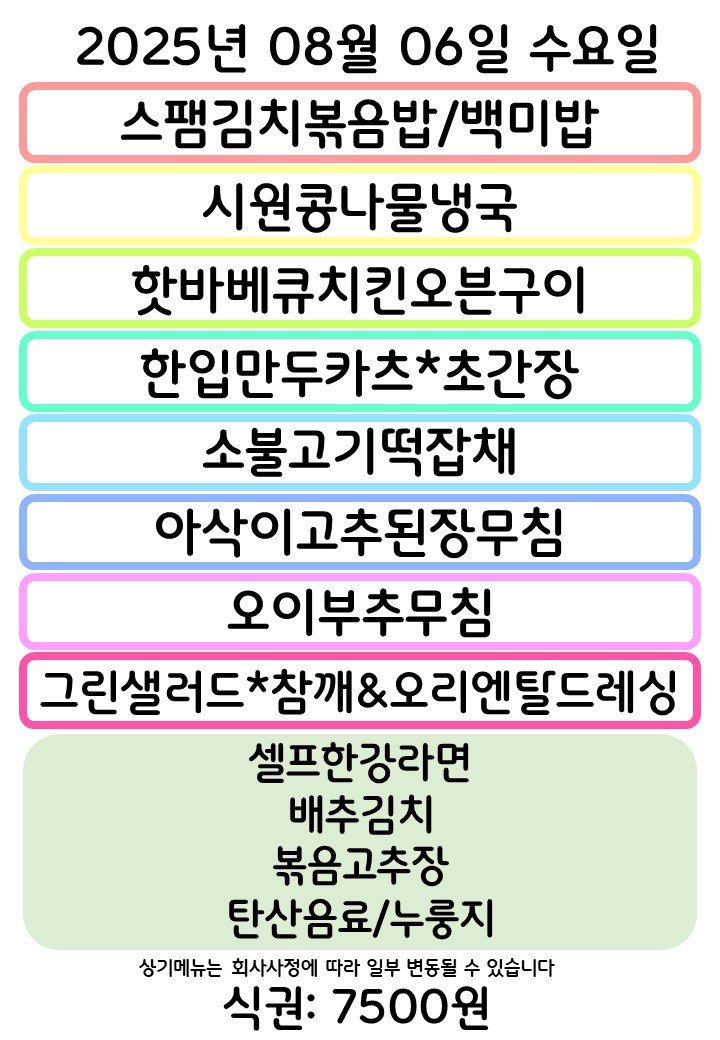 2025년 08월 06일 수요일
스팸김치볶음밥/백미밥
시원콩나물냉국
핫바베큐치킨오븐구이
한입만두카츠*초간장
소불고기떡잡채
아삭이고추된장무침
오이부추무침
그린샐러드*참깨&오리엔탈드레싱
셀프한강라면
배추김치
볶음고추장
탄산음료/누룽지
상기메뉴는 회사사정에 따라 일부 변동될 수 있습니다
식권: 7500원